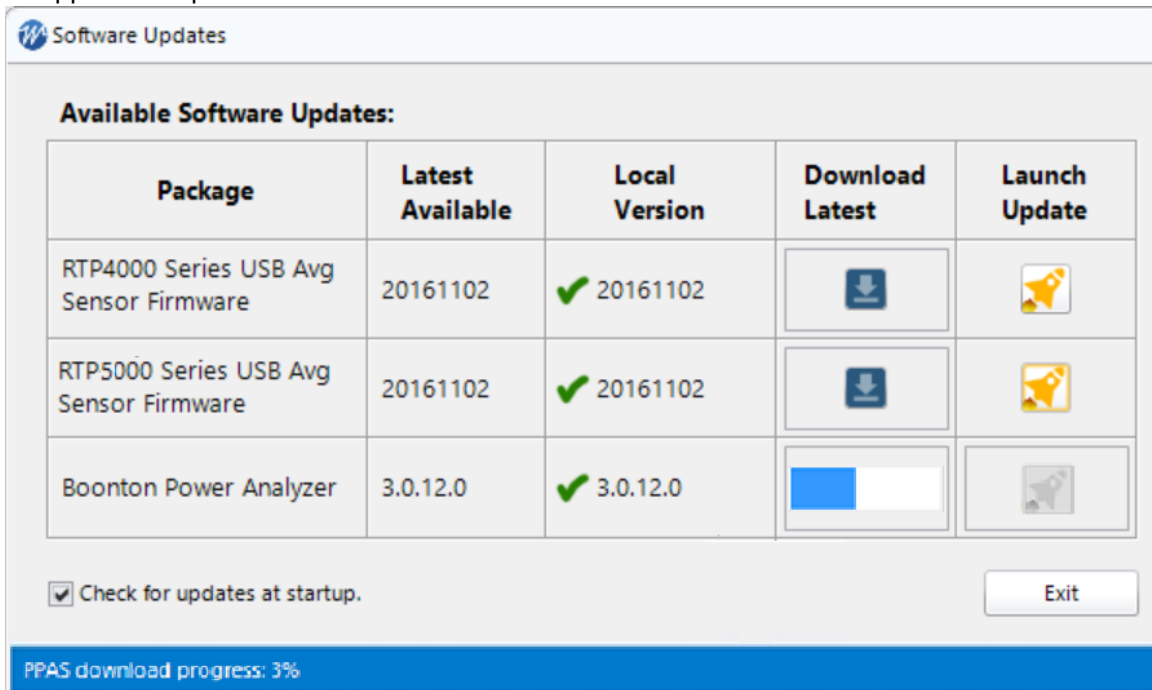 Software Updates
Available Software Updates:
Package
Latest Available
Local Version
Download Latest
Launch Update
RTP4000 Series USB Avg
Sensor Firmware
20161102
20161102
RTP5000 Series USB Avg
Sensor Firmware
20161102
20161102
Boonton Power Analyzer
3.0.12.0
3.0.12.0
Check for updates at startup.
Exit
PPAS download progress: 3%